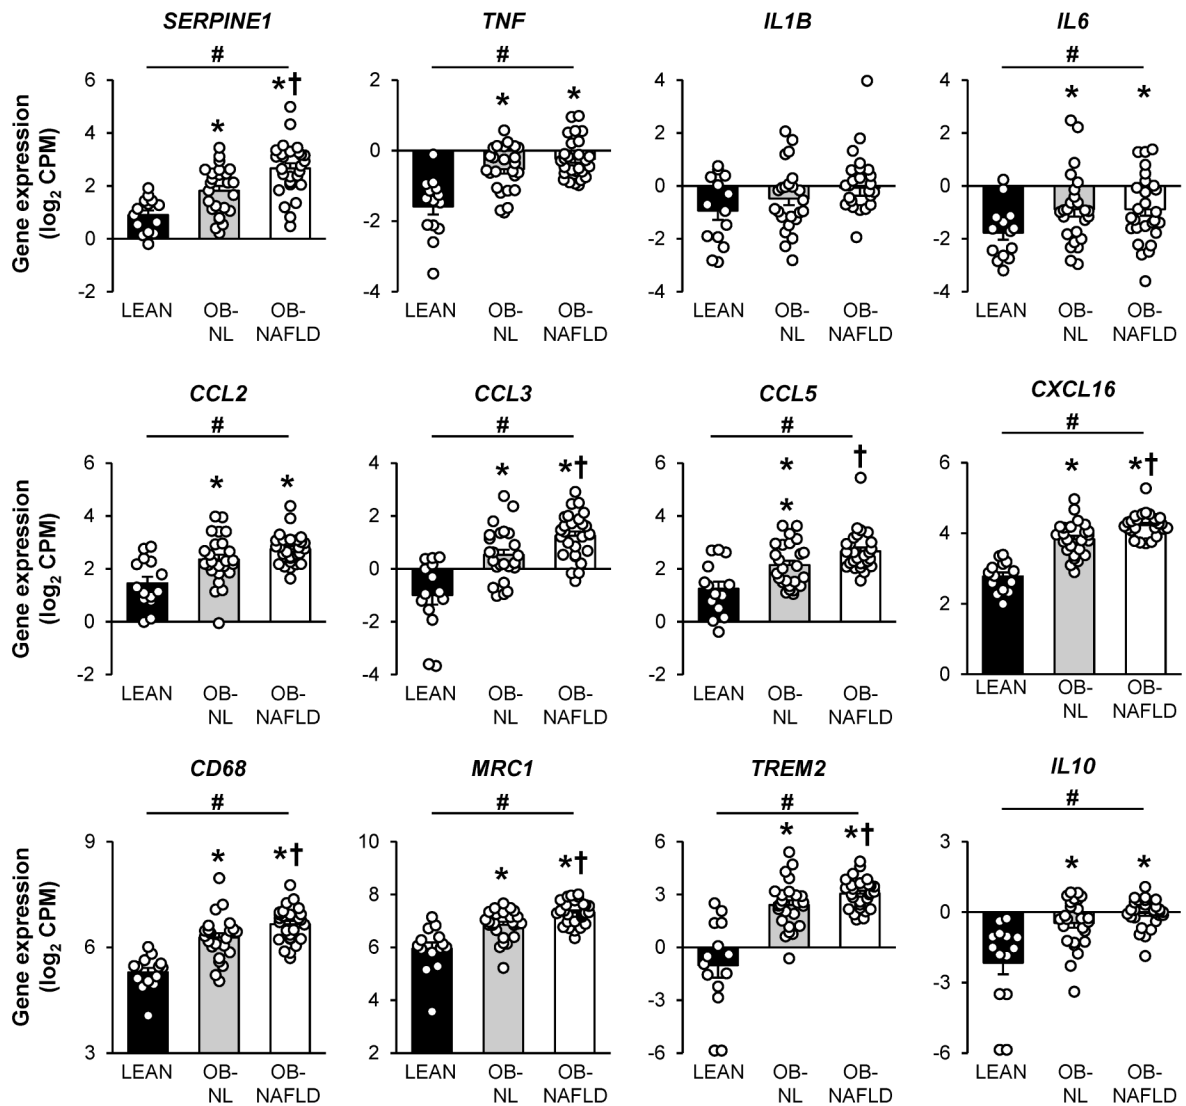 SERPINE1 TNF IL1B IL6
# # #
Gene expression
(log2 CPM)
6 4 2 0 -2
* *†
LEAN OB-NL OB-NAFLD
2 0 -2 -4
* *
LEAN OB-NL OB-NAFLD
4 2 0 -2 -4
LEAN OB-NL OB-NAFLD
4 2 0 -2 -4
* *
LEAN OB-NL OB-NAFLD
CCL2 CCL3 CCL5 CXCL16
# # # #
Gene expression
(log2 CPM)
6 4 2 0 -2
* *
LEAN OB-NL OB-NAFLD
4 2 0 -2 -4
* *†
LEAN OB-NL OB-NAFLD
6 4 2 0 -2
* †
*
LEAN OB-NL OB-NAFLD
6 4 2 0
* *†
LEAN OB-NL OB-NAFLD
CD68 MRC1 TREM2 IL10
# # # #
Gene expression
(log2 CPM)
9 6 3
* *†
LEAN OB-NL OB-NAFLD
10 8 6 4 2
* *†
LEAN OB-NL OB-NAFLD
6 3 0 -3 -6
* *†
LEAN OB-NL OB-NAFLD
3 0 -3 -6
* *
LEAN OB-NL OB-NAFLD